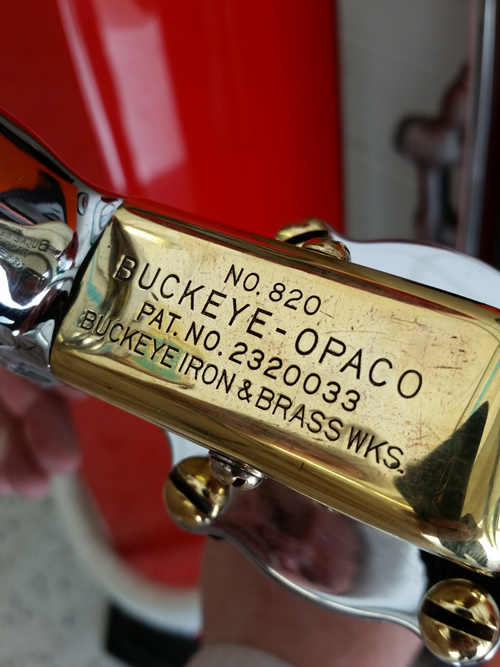 NO. 820
BUCKEYE-OPACO
PAT. NO. 2320033
BUCKEYE IRON & BRASS WKS.